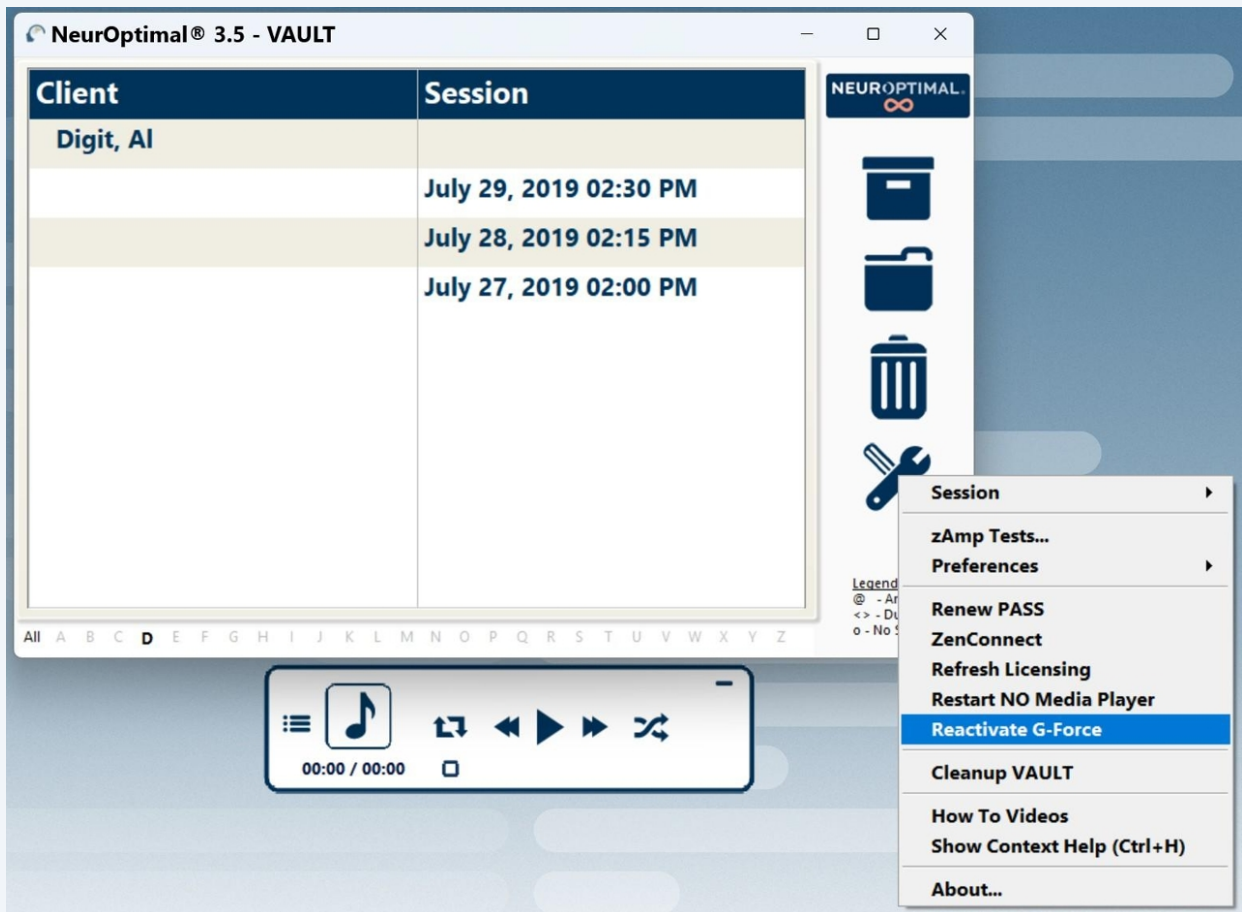 NeurOptimal® 3.5 - VAULT
Client Session
Digit, Al
July 29, 2019 02:30 PM
July 28, 2019 02:15 PM
July 27, 2019 02:00 PM
All A B C D E F G H I J K L M N O P Q R S T U V W X Y Z
NEUROPTIMAL®
Legend
@ - Ar
<> - Du
o - No
Session
zAmp Tests...
Preferences
Renew PASS
ZenConnect
Refresh Licensing
Restart NO Media Player
Reactivate G-Force
Cleanup VAULT
How To Videos
Show Context Help (Ctrl+H)
About...
00:00 / 00:00